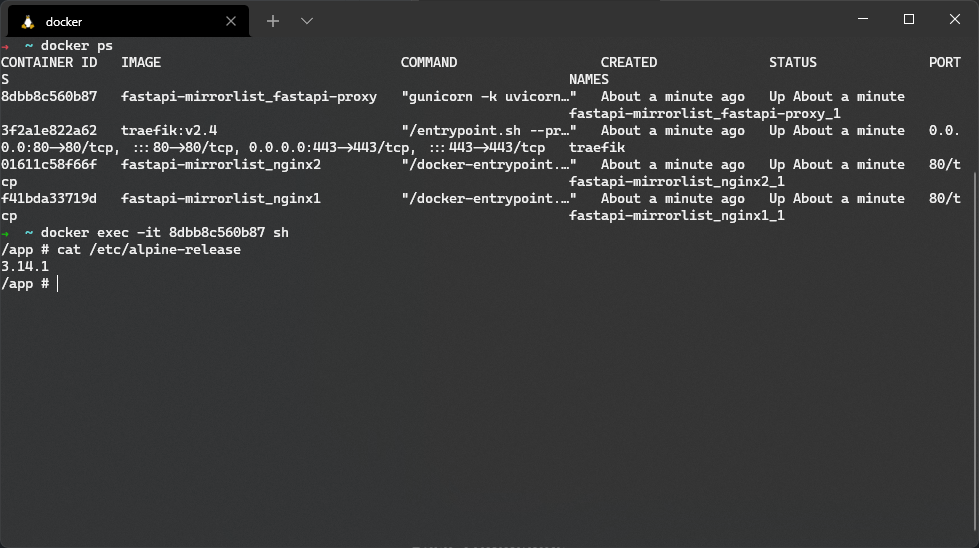 docker
→ ~ docker ps
CONTAINER ID   IMAGE                              COMMAND                  CREATED              STATUS              PORT
S                                                                      NAMES
8dbb8c560b87   fastapi-mirrorlist_fastapi-proxy   "gunicorn -k uvicorn…"   About a minute ago   Up About a minute
                                                                       fastapi-mirrorlist_fastapi-proxy_1
3f2a1e822a62   traefik:v2.4                       "/entrypoint.sh --pr…"   About a minute ago   Up About a minute   0.0.
0.0:80->80/tcp, :::80->80/tcp, 0.0.0.0:443->443/tcp, :::443->443/tcp   traefik
01611c58f66f   fastapi-mirrorlist_nginx2          "/docker-entrypoint.…"   About a minute ago   Up About a minute   80/t
cp                                                                     fastapi-mirrorlist_nginx2_1
f41bda33719d   fastapi-mirrorlist_nginx1          "/docker-entrypoint.…"   About a minute ago   Up About a minute   80/t
cp                                                                     fastapi-mirrorlist_nginx1_1
→ ~ docker exec -it 8dbb8c560b87 sh
/app # cat /etc/alpine-release
3.14.1
/app #